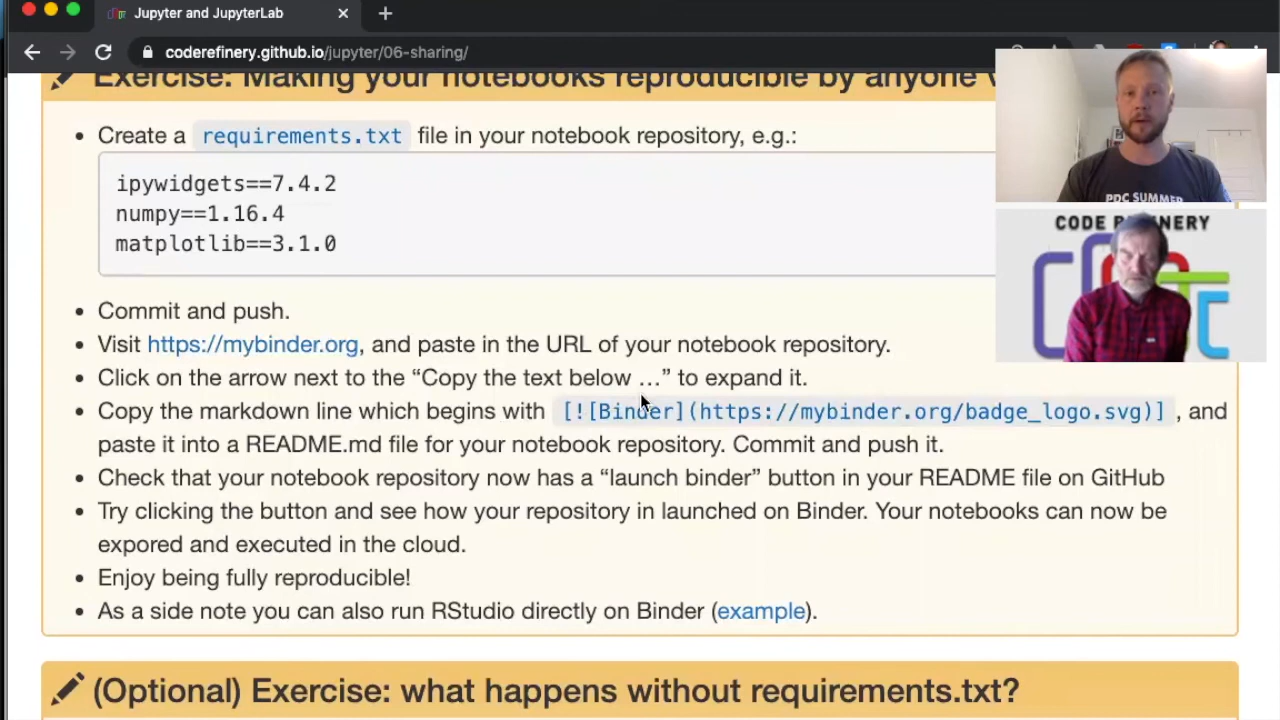 Jupyter and JupyterLab
coderefinery.github.io/jupyter/06-sharing/
Exercise: Making your notebooks reproducible by anyone
Create a requirements.txt file in your notebook repository, e.g.:
ipywidgets==7.4.2
numpy==1.16.4
matplotlib==3.1.0
Commit and push.
Visit https://mybinder.org, and paste in the URL of your notebook repository.
Click on the arrow next to the “Copy the text below …” to expand it.
Copy the markdown line which begins with [![Binder](https://mybinder.org/badge_logo.svg)] , and
paste it into a README.md file for your notebook repository. Commit and push it.
Check that your notebook repository now has a “launch binder” button in your README file on GitHub
Try clicking the button and see how your repository in launched on Binder. Your notebooks can now be
expored and executed in the cloud.
Enjoy being fully reproducible!
As a side note you can also run RStudio directly on Binder (example).
(Optional) Exercise: what happens without requirements.txt?
PDC SUMMER
CODE REFINERY